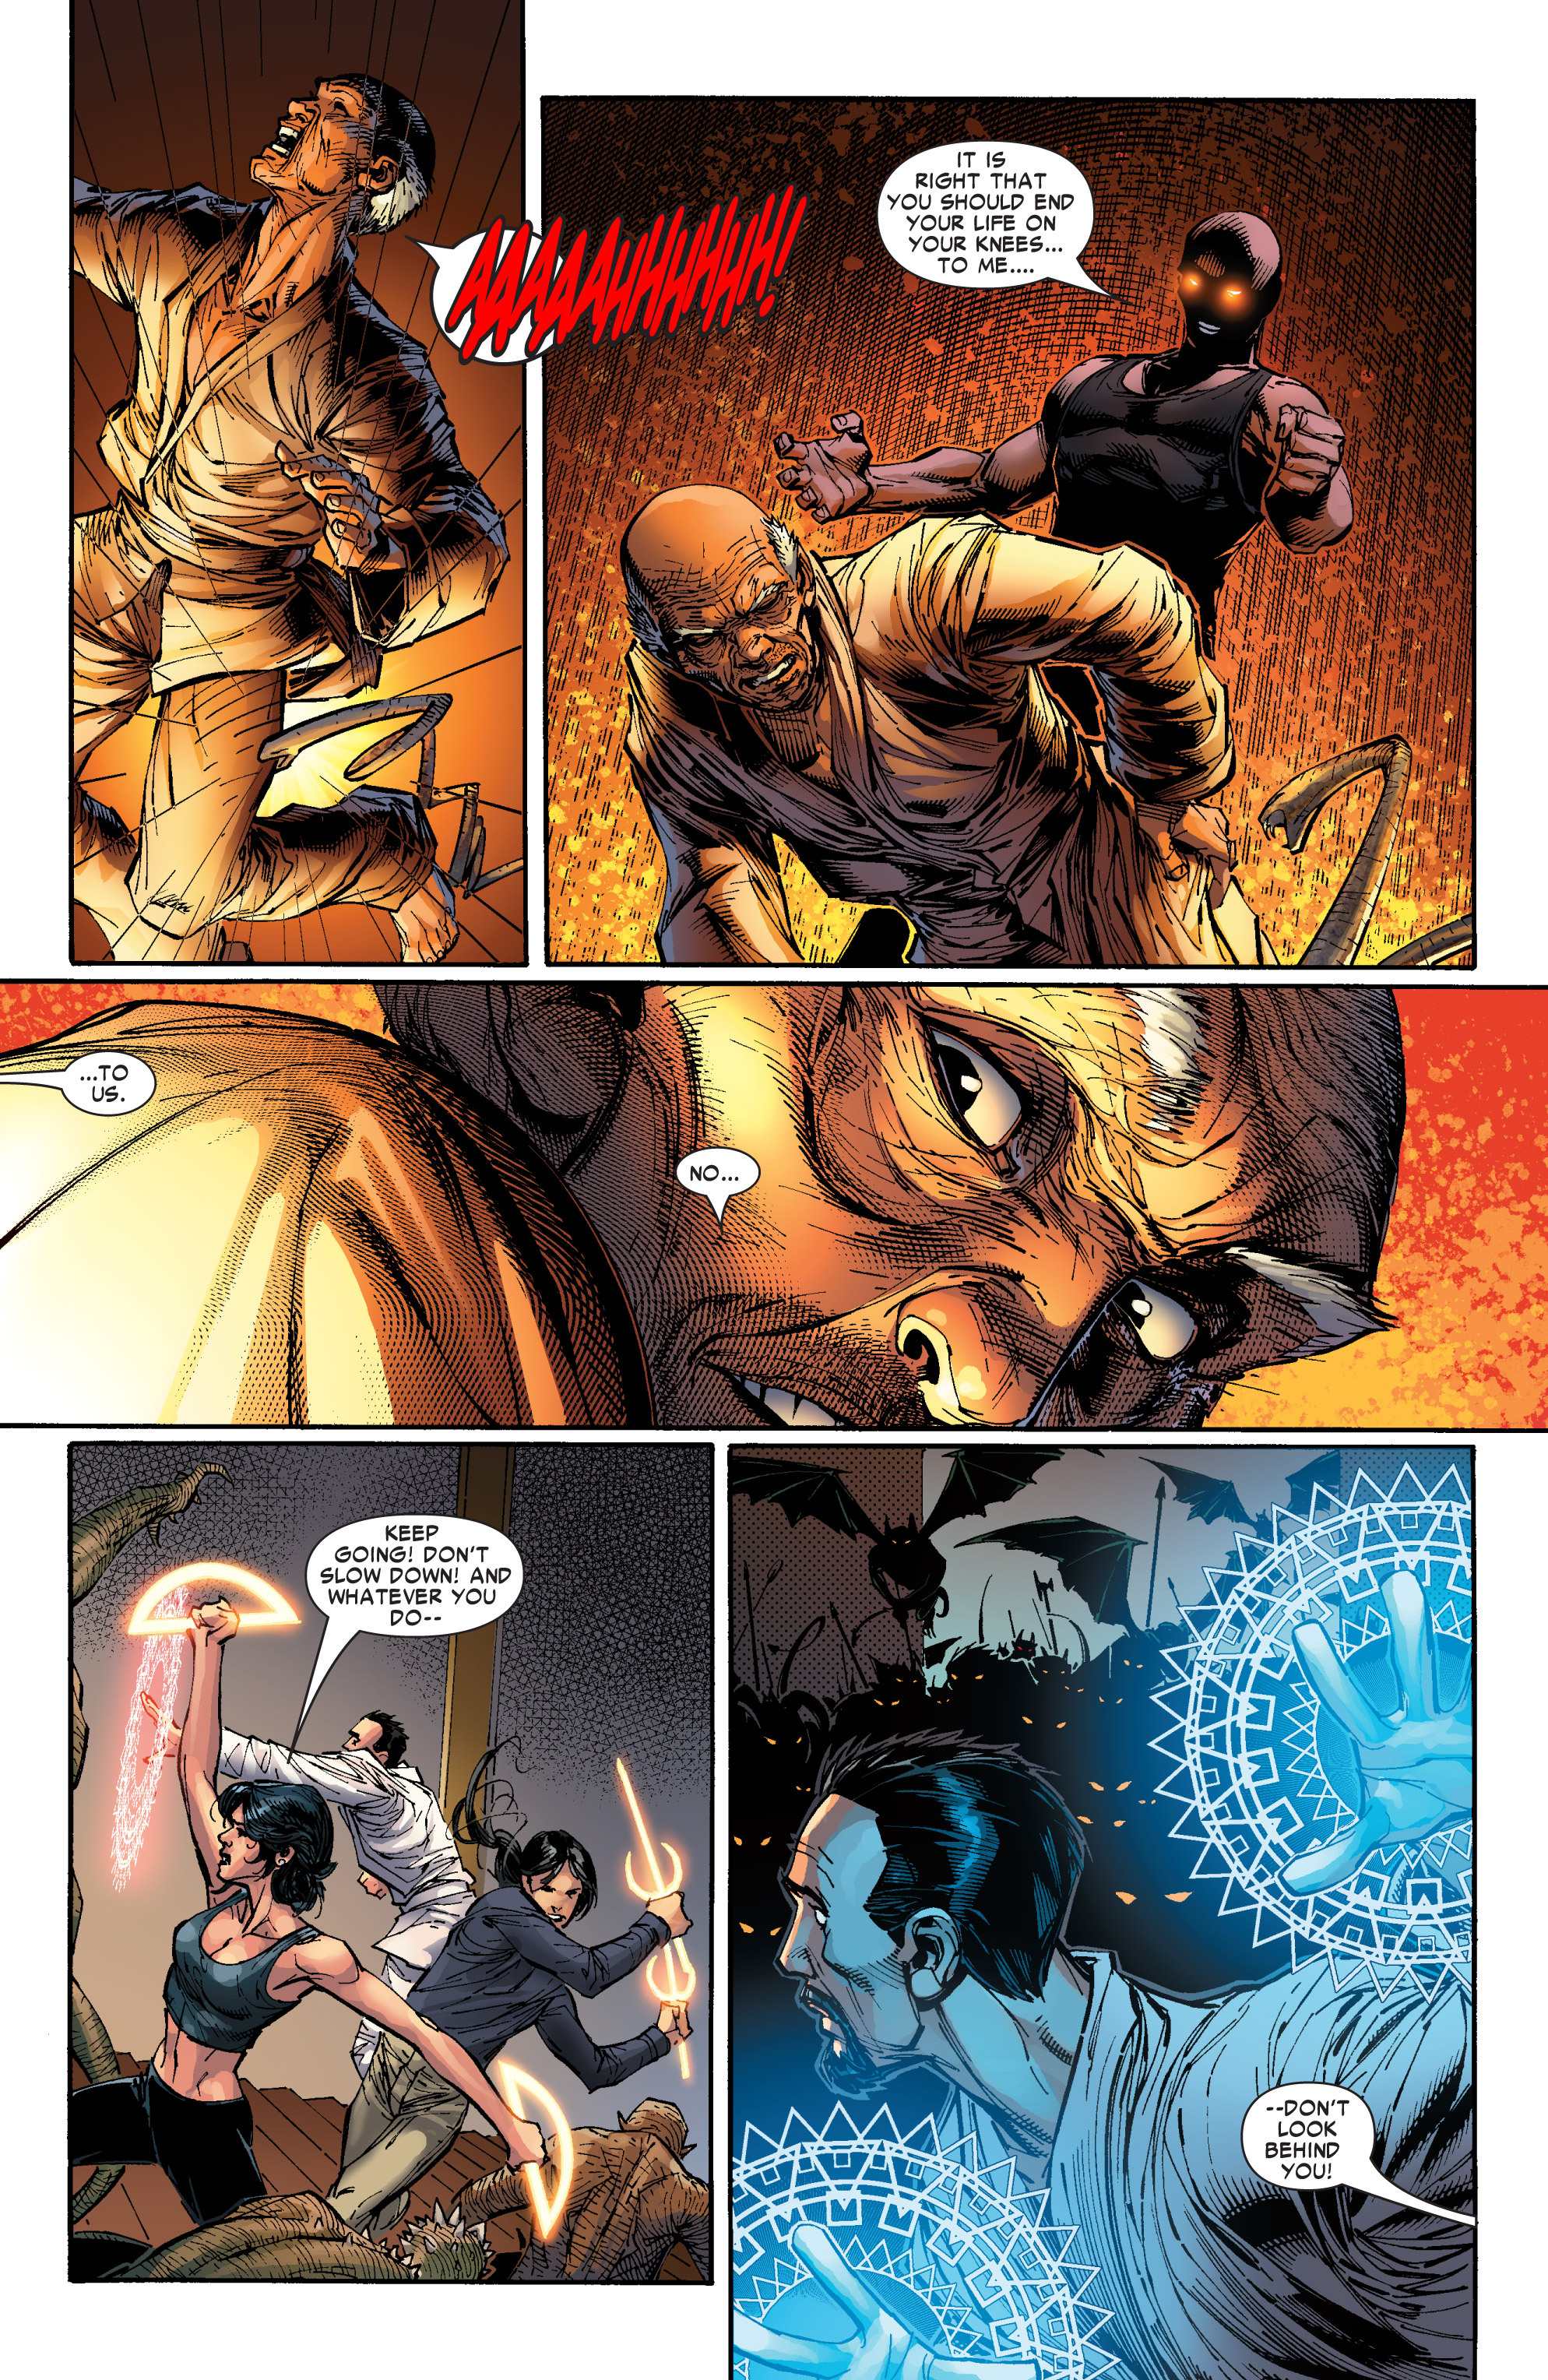 AAAAAAHHHHHH!
IT IS
RIGHT THAT
YOU SHOULD END
YOUR LIFE ON
YOUR KNEES...
TO ME....
...TO
US.
NO...
KEEP
GOING! DON'T
SLOW DOWN! AND
WHATEVER YOU
DO--
--DON'T
LOOK
BEHIND
YOU!